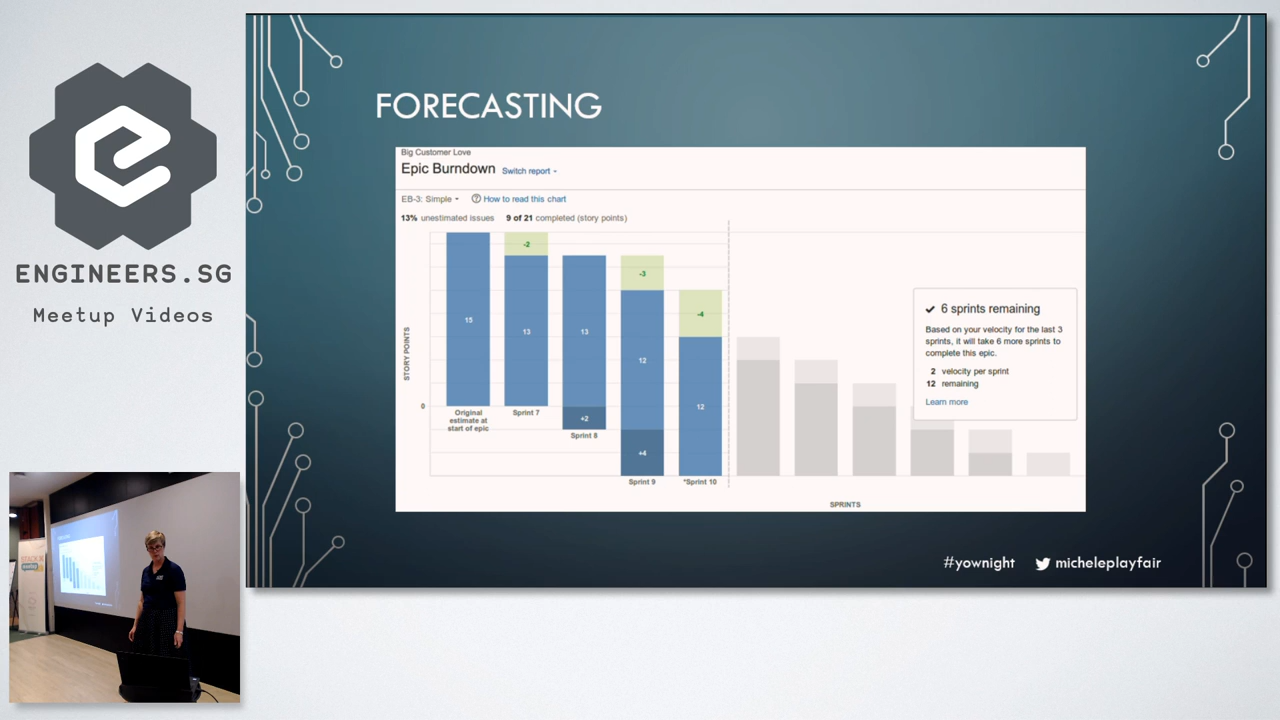 ENGINEERS.SG
Meetup Videos
FORECASTING
Big Customer Love
Epic Burndown Switch report
EB-3: Simple How to read this chart
13% unestimated issues 9 of 21 completed (story points)
STORY POINTS
0
15
-2
13
13
+2
-3
12
+4
-4
12
Original
estimate at
start of epic
Sprint 7
Sprint 8
Sprint 9
*Sprint 10
SPRINTS
6 sprints remaining
Based on your velocity for the last 3
sprints, it will take 6 more sprints to
complete this epic.
2 velocity per sprint
12 remaining
Learn more
#yownight micheleplayfair